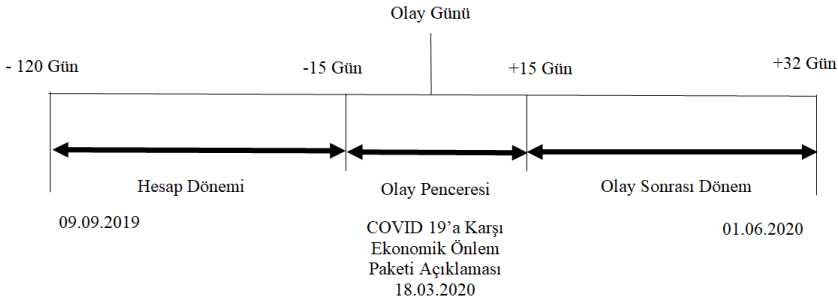 Olay Günü
- 120 Gün
-15 Gün
+15 Gün
+32 Gün
Hesap Dönemi
Olay Penceresi
Olay Sonrası Dönem
09.09.2019
COVID 19’a Karşı
Ekonomik Önlem
Paketi Açıklaması
18.03.2020
01.06.2020